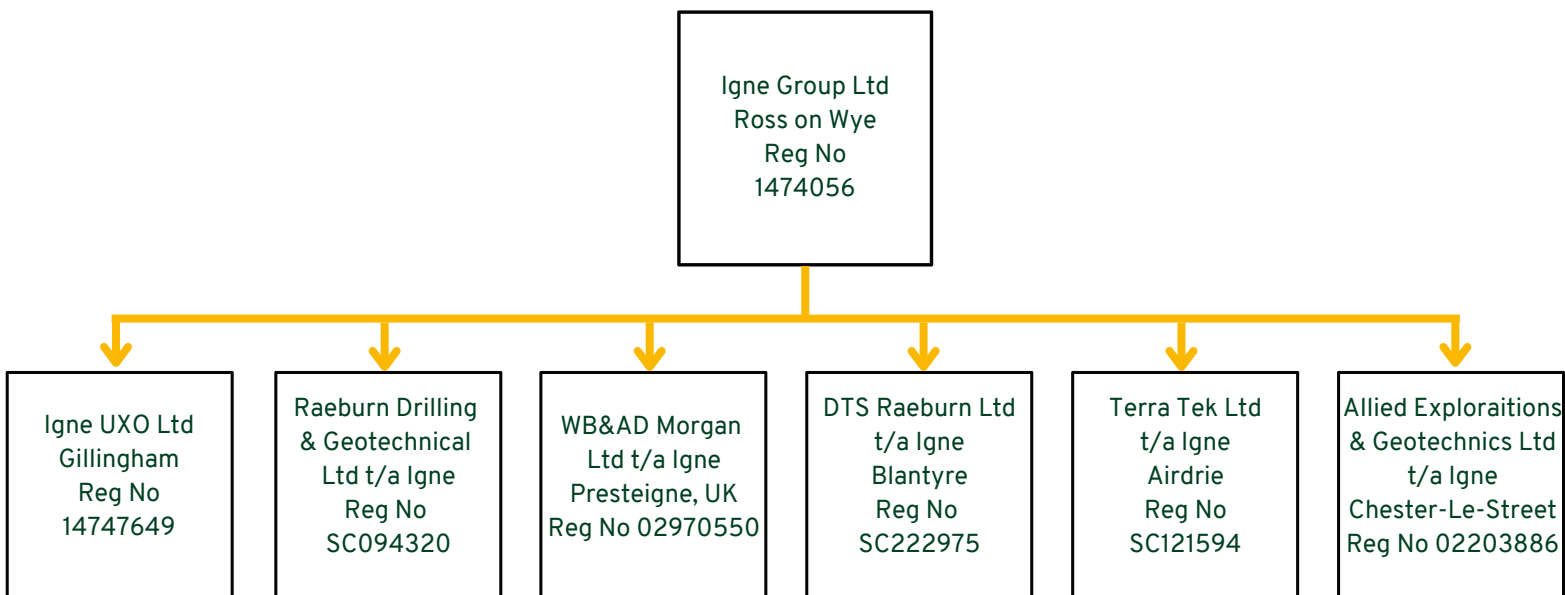 Igne Group Ltd
Ross on Wye
Reg No
1474056
Igne UXO Ltd
Gillingham
Reg No
14747649
Raeburn Drilling
& Geotechnical
Ltd t/a Igne
Reg No
SC094320
WB&AD Morgan
Ltd t/a Igne
Presteigne, UK
Reg No 02970550
DTS Raeburn Ltd
t/a Igne
Blantyre
Reg No
SC222975
Terra Tek Ltd
t/a Igne
Airdrie
Reg No
SC121594
Allied Exploraitions
& Geotechnics Ltd
t/a Igne
Chester-Le-Street
Reg No 02203886